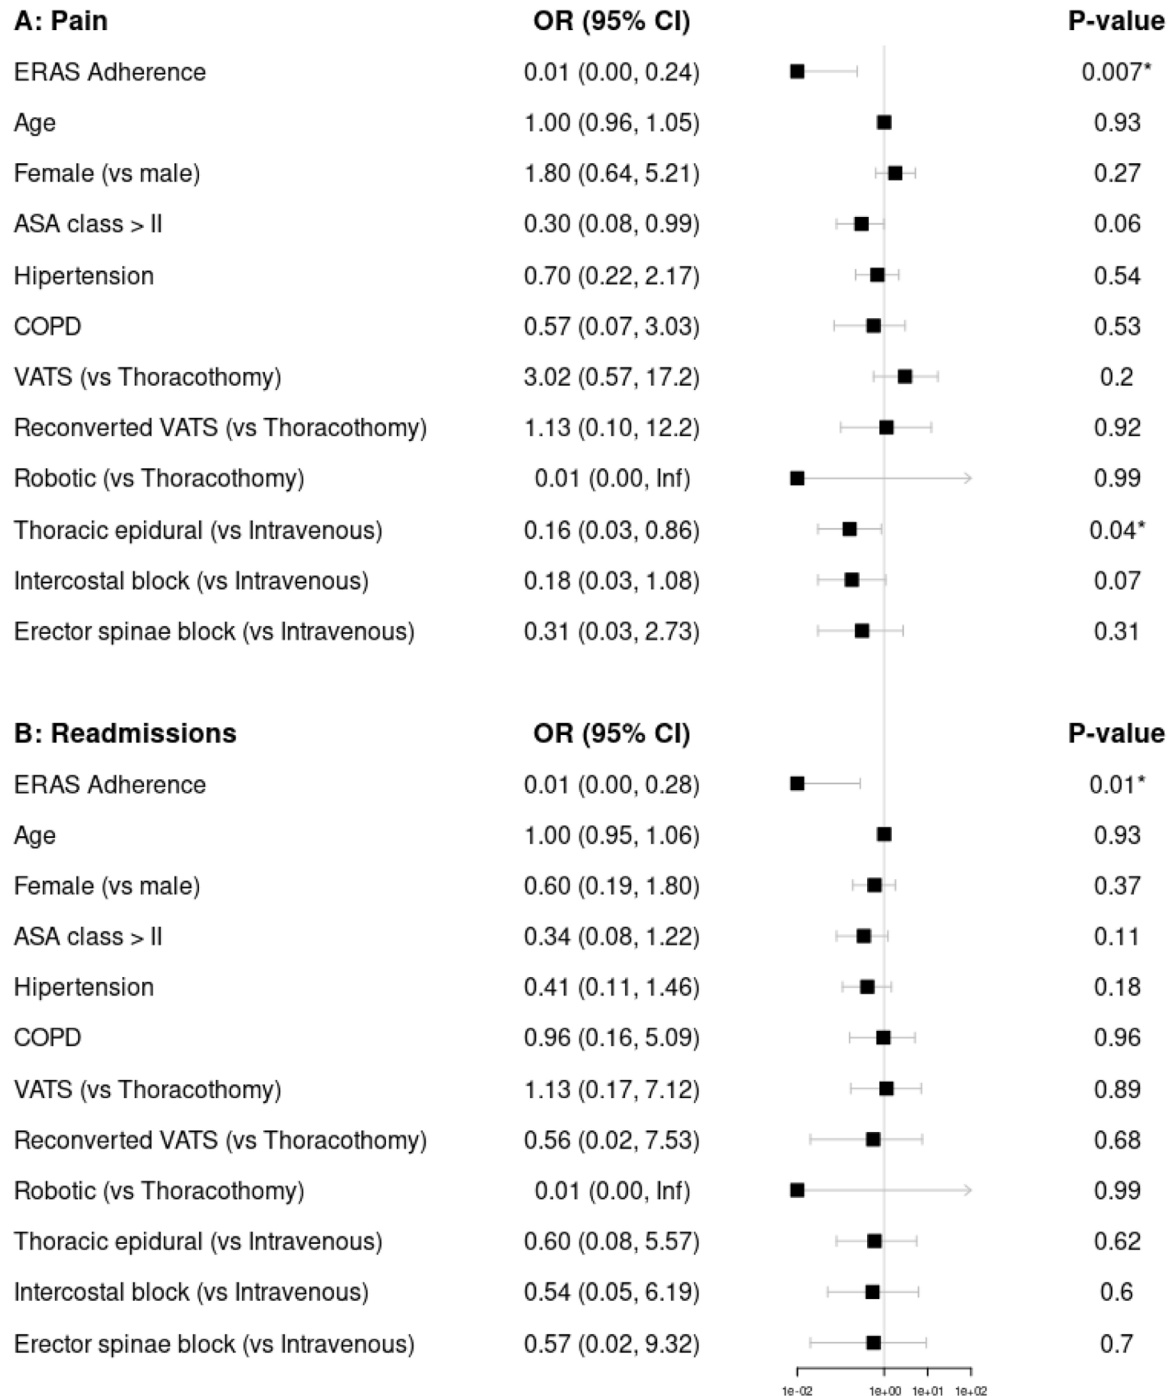 A: Pain OR (95% CI) P-value
ERAS Adherence 0.01 (0.00, 0.24) 0.007*
Age 1.00 (0.96, 1.05) 0.93
Female (vs male) 1.80 (0.64, 5.21) 0.27
ASA class > II 0.30 (0.08, 0.99) 0.06
Hipertension 0.70 (0.22, 2.17) 0.54
COPD 0.57 (0.07, 3.03) 0.53
VATS (vs Thoracothomy) 3.02 (0.57, 17.2) 0.2
Reconverted VATS (vs Thoracothomy) 1.13 (0.10, 12.2) 0.92
Robotic (vs Thoracothomy) 0.01 (0.00, Inf) 0.99
Thoracic epidural (vs Intravenous) 0.16 (0.03, 0.86) 0.04*
Intercostal block (vs Intravenous) 0.18 (0.03, 1.08) 0.07
Erector spinae block (vs Intravenous) 0.31 (0.03, 2.73) 0.31
B: Readmissions OR (95% CI) P-value
ERAS Adherence 0.01 (0.00, 0.28) 0.01*
Age 1.00 (0.95, 1.06) 0.93
Female (vs male) 0.60 (0.19, 1.80) 0.37
ASA class > II 0.34 (0.08, 1.22) 0.11
Hipertension 0.41 (0.11, 1.46) 0.18
COPD 0.96 (0.16, 5.09) 0.96
VATS (vs Thoracothomy) 1.13 (0.17, 7.12) 0.89
Reconverted VATS (vs Thoracothomy) 0.56 (0.02, 7.53) 0.68
Robotic (vs Thoracothomy) 0.01 (0.00, Inf) 0.99
Thoracic epidural (vs Intravenous) 0.60 (0.08, 5.57) 0.62
Intercostal block (vs Intravenous) 0.54 (0.05, 6.19) 0.6
Erector spinae block (vs Intravenous) 0.57 (0.02, 9.32) 0.7
1e-02 1e+00 1e+01 1e+02